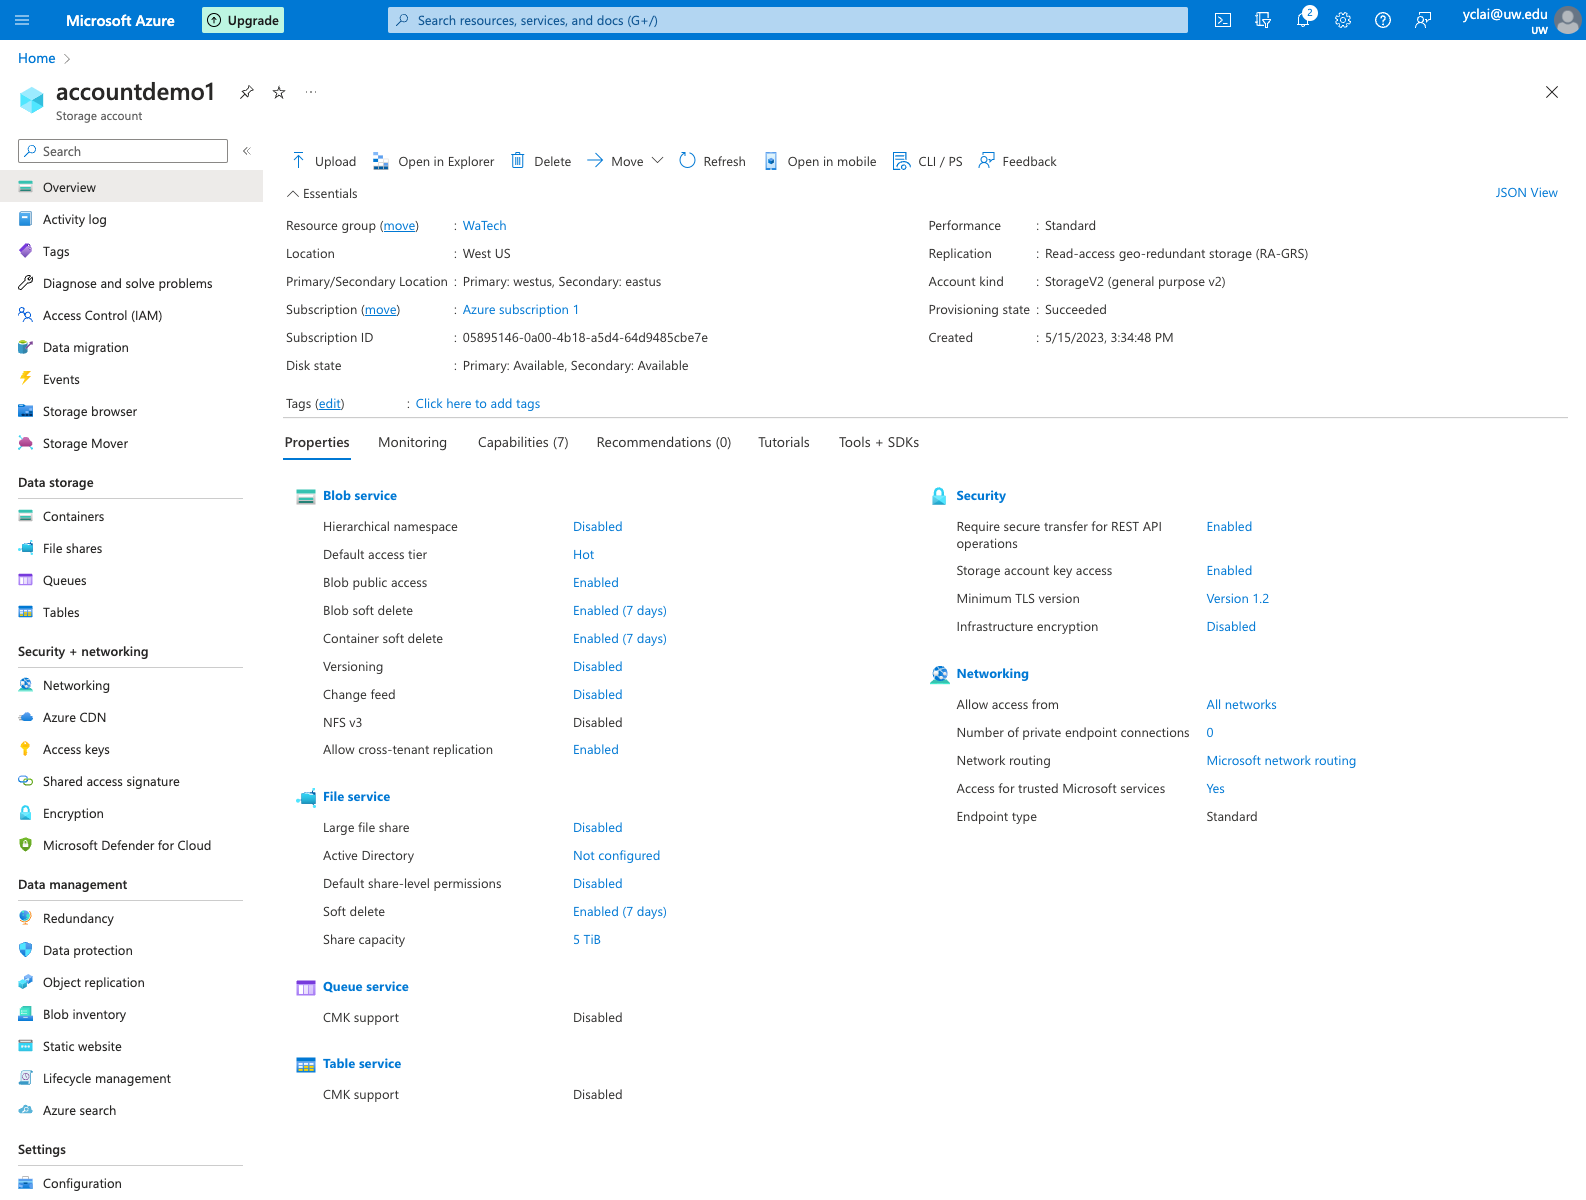 Microsoft Azure
Upgrade
Search resources, services, and docs (G+/)
2
yclai@uw.edu
UW
Home
accountdemo1
Storage account
Search
Upload
Open in Explorer
Delete
Move
Refresh
Open in mobile
CLI / PS
Feedback
Overview
Activity log
Tags
Diagnose and solve problems
Access Control (IAM)
Data migration
Events
Storage browser
Storage Mover
Data storage
Containers
File shares
Queues
Tables
Security + networking
Networking
Azure CDN
Access keys
Shared access signature
Encryption
Microsoft Defender for Cloud
Data management
Redundancy
Data protection
Object replication
Blob inventory
Static website
Lifecycle management
Azure search
Settings
Configuration
Essentials
JSON View
Resource group (move) : WaTech
Location : West US
Primary/Secondary Location : Primary: westus, Secondary: eastus
Subscription (move) : Azure subscription 1
Subscription ID : 05895146-0a00-4b18-a5d4-64d9485cbe7e
Disk state : Primary: Available, Secondary: Available
Performance : Standard
Replication : Read-access geo-redundant storage (RA-GRS)
Account kind : StorageV2 (general purpose v2)
Provisioning state : Succeeded
Created : 5/15/2023, 3:34:48 PM
Tags (edit) : Click here to add tags
Properties
Monitoring
Capabilities (7)
Recommendations (0)
Tutorials
Tools + SDKs
Blob service
Hierarchical namespace Disabled
Default access tier Hot
Blob public access Enabled
Blob soft delete Enabled (7 days)
Container soft delete Enabled (7 days)
Versioning Disabled
Change feed Disabled
NFS v3 Disabled
Allow cross-tenant replication Enabled
File service
Large file share Disabled
Active Directory Not configured
Default share-level permissions Disabled
Soft delete Enabled (7 days)
Share capacity 5 TiB
Queue service
CMK support Disabled
Table service
CMK support Disabled
Security
Require secure transfer for REST API Enabled
operations
Storage account key access Enabled
Minimum TLS version Version 1.2
Infrastructure encryption Disabled
Networking
Allow access from All networks
Number of private endpoint connections 0
Network routing Microsoft network routing
Access for trusted Microsoft services Yes
Endpoint type Standard